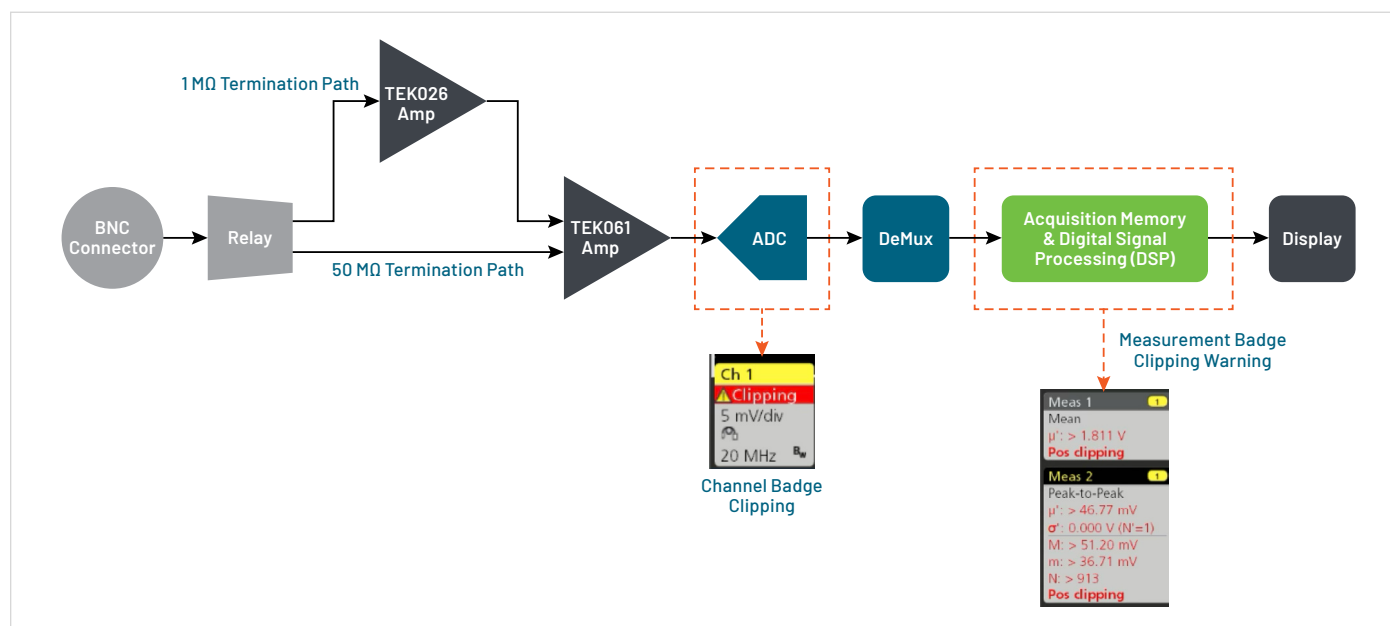 1 MΩ Termination Path
TEK026
Amp
BNC
Connector
Relay
50 MΩ Termination Path
TEK061
Amp
ADC
DeMux
Acquisition Memory
& Digital Signal
Processing (DSP)
Display
Ch 1
Clipping
5 mV/div
20 MHz Bw
Channel Badge
Clipping
Measurement Badge
Clipping Warning
Meas 1 1
Mean
µ': > 1.811 V
Pos clipping
Meas 2 1
Peak-to-Peak
µ': > 46.77 mV
σ': 0.000 V (N'=1)
M: > 51.20 mV
m: > 36.71 mV
N: > 913
Pos clipping